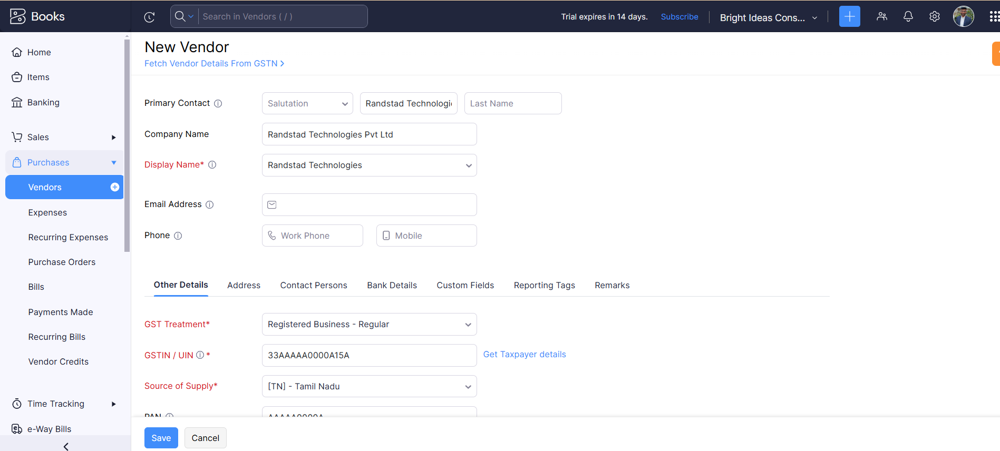 Books
Search in Vendors ( / )
Trial expires in 14 days.
Subscribe
Bright Ideas Cons...
Home
Items
Banking
Sales
Purchases
Vendors
Expenses
Recurring Expenses
Purchase Orders
Bills
Payments Made
Recurring Bills
Vendor Credits
Time Tracking
e-Way Bills
New Vendor
Fetch Vendor Details From GSTN
Primary Contact
Salutation
Randstad Technologi
Last Name
Company Name
Randstad Technologies Pvt Ltd
Display Name*
Randstad Technologies
Email Address
Phone
Work Phone
Mobile
Other Details
Address
Contact Persons
Bank Details
Custom Fields
Reporting Tags
Remarks
GST Treatment*
Registered Business - Regular
GSTIN / UIN *
33AAAAA0000A15A
Get Taxpayer details
Source of Supply*
[TN] - Tamil Nadu
PAN
AAAAA0000A
Save
Cancel